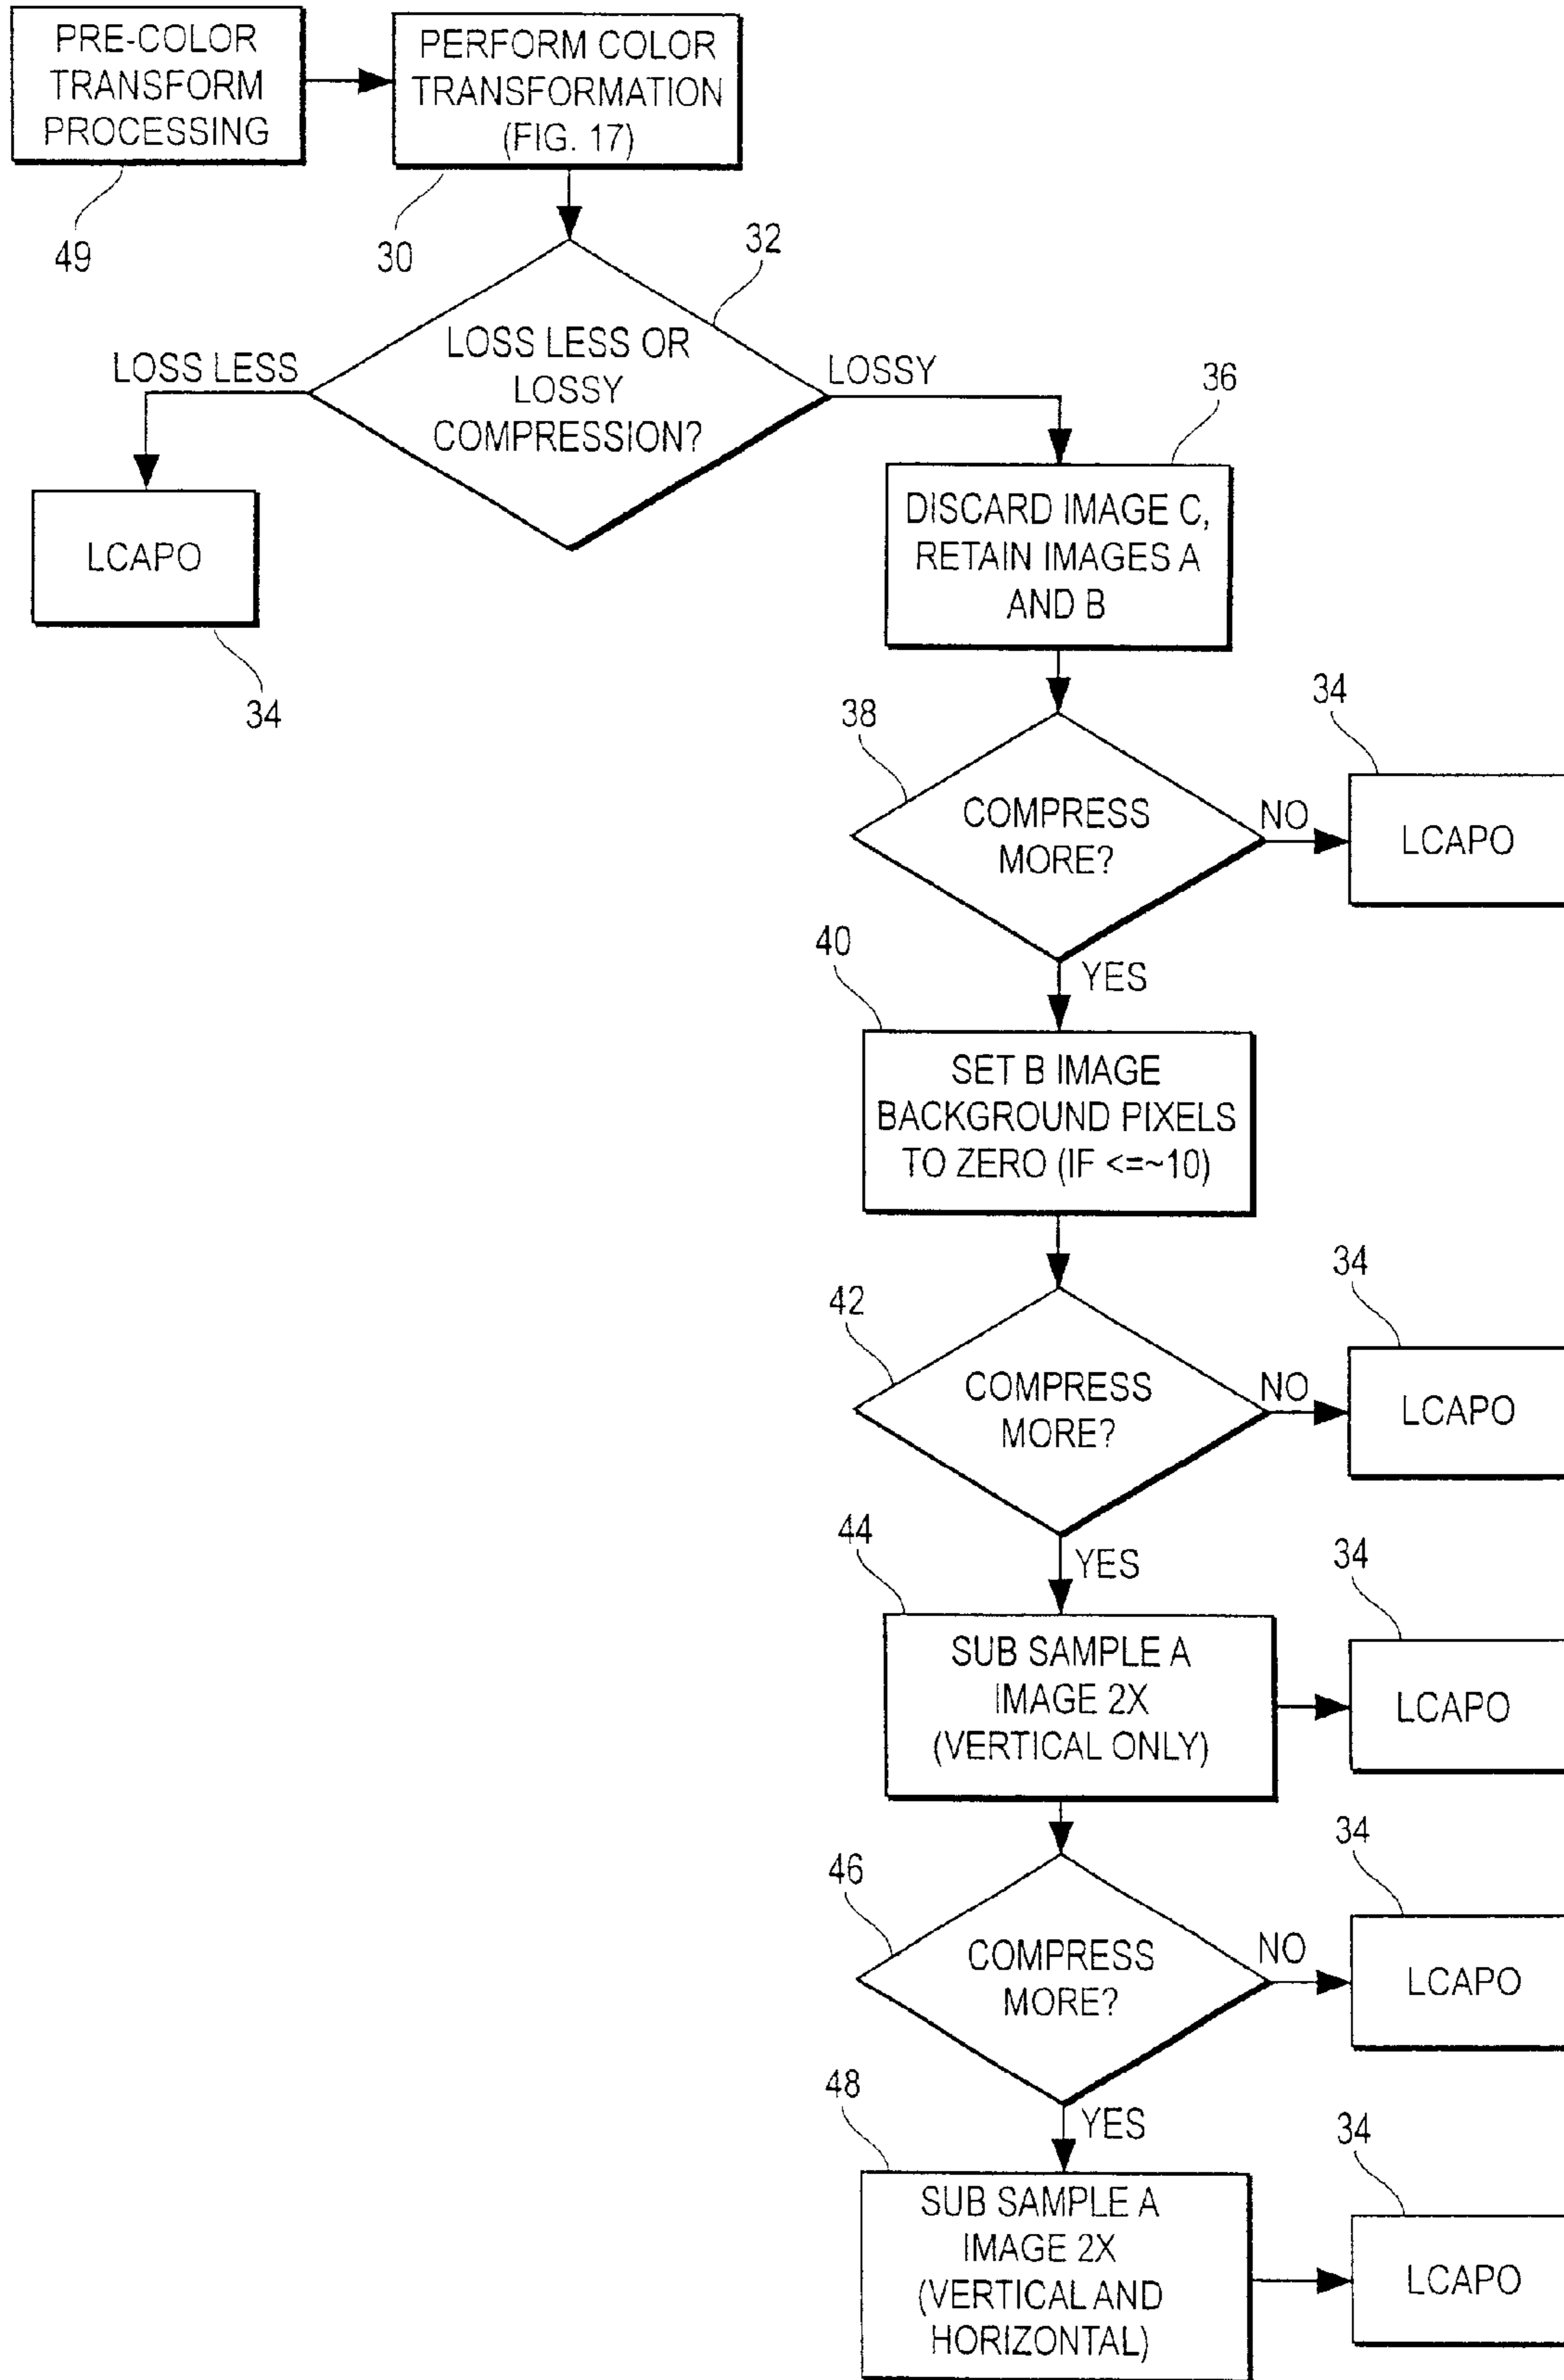 PRE-COLOR
TRANSFORM
PROCESSING
49
PERFORM COLOR
TRANSFORMATION
(FIG. 17)
30
32
LOSS LESS OR
LOSSY
COMPRESSION?
LOSS LESS
LOSSY
LCAPO
34
36
DISCARD IMAGE C,
RETAIN IMAGES A
AND B
38
COMPRESS
MORE?
NO
34
LCAPO
YES
40
SET B IMAGE
BACKGROUND PIXELS
TO ZERO (IF <=~10)
42
COMPRESS
MORE?
NO
34
LCAPO
YES
44
SUB SAMPLE A
IMAGE 2X
(VERTICAL ONLY)
34
LCAPO
46
COMPRESS
MORE?
NO
34
LCAPO
YES
48
SUB SAMPLE A
IMAGE 2X
(VERTICAL AND
HORIZONTAL)
34
LCAPO